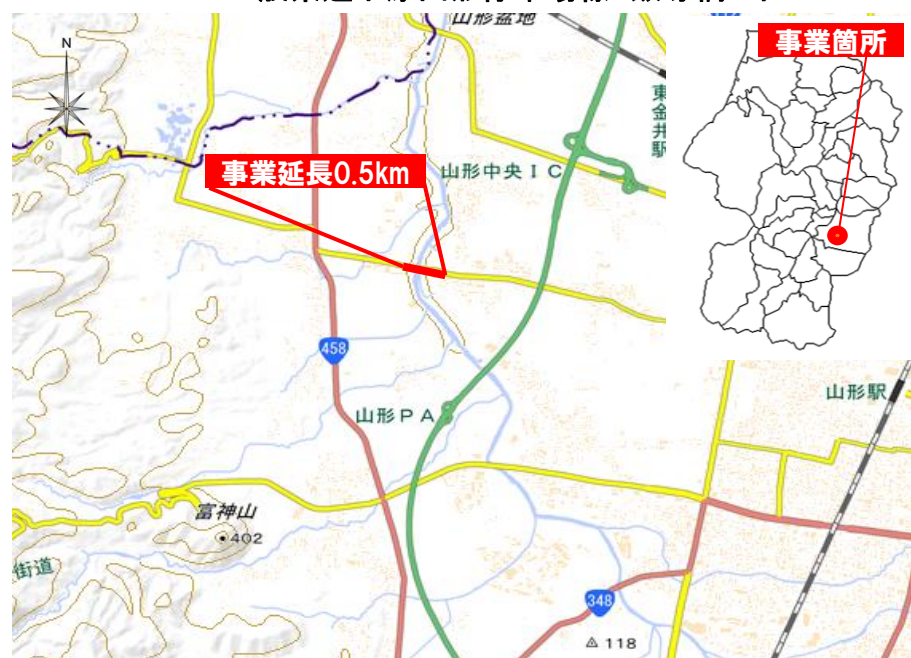 山形盆地
事業箇所
N
東金井駅
事業延長0.5km
山形中央IC
458
山形PA
山形駅
富神山
402
街道
348
118